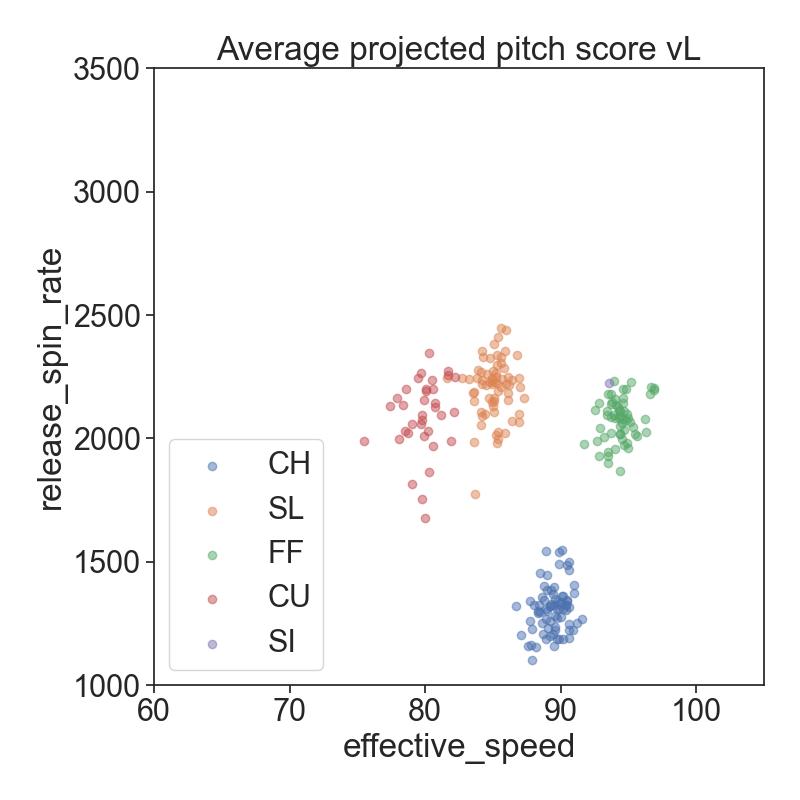 Average projected pitch score vL
3500
3000
2500
2000
1500
1000
release_spin_rate
CH
SL
FF
CU
SI
60
70
80
90
100
effective_speed